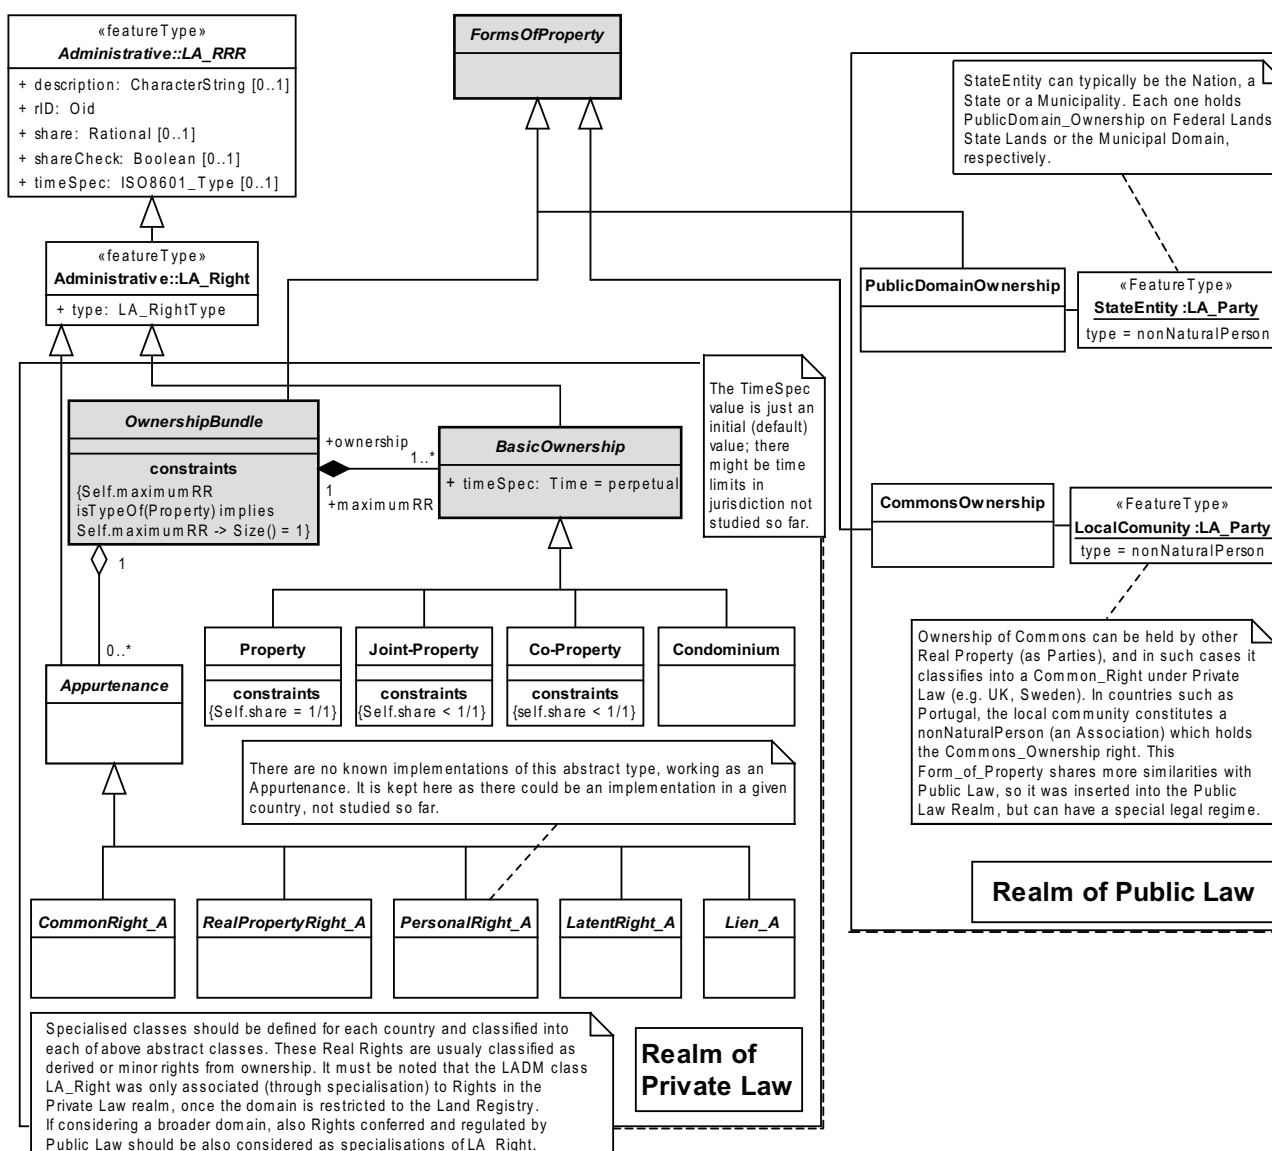 «featureType»
Administrative::LA_RRR
+ description: CharacterString [0..1]
+ rID: Oid
+ share: Rational [0..1]
+ shareCheck: Boolean [0..1]
+ timeSpec: ISO8601_Type [0..1]
«featureType»
Administrative::LA_Right
+ type: LA_RightType
FormsOfProperty
StateEntity can typically be the Nation, a
State or a Municipality. Each one holds
PublicDomain_Ownership on Federal Lands
State Lands or the Municipal Domain,
respectively.
PublicDomainOwnership
«FeatureType»
StateEntity :LA_Party
type = nonNaturalPerson
OwnershipBundle
constraints
{Self.maximumRR
isTypeOf(Property) implies
Self.maximumRR -> Size() = 1}
+ownership
1..*
1
+maximumRR
BasicOwnership
+ timeSpec: Time = perpetual
The TimeSpec
value is just an
initial (default)
value; there
might be time
limits in
jurisdiction not
studied so far.
CommonsOwnership
«FeatureType»
LocalComunity :LA_Party
type = nonNaturalPerson
1
0..*
Property
constraints
{Self.share = 1/1}
Joint-Property
constraints
{Self.share < 1/1}
Co-Property
constraints
{self.share < 1/1}
Condominium
Appurtenance
There are no known implementations of this abstract type, working as an
Appurtenance. It is kept here as there could be an implementation in a given
country, not studied so far.
Ownership of Commons can be held by other
Real Property (as Parties), and in such cases it
classifies into a Common_Right under Private
Law (e.g. UK, Sweden). In countries such as
Portugal, the local community constitutes a
nonNaturalPerson (an Association) which holds
the Commons_Ownership right. This
Form_of_Property shares more similarities with
Public Law, so it was inserted into the Public
Law Realm, but can have a special legal regime.
CommonRight_A
RealPropertyRight_A
PersonalRight_A
LatentRight_A
Lien_A
Realm of Public Law
Specialised classes should be defined for each country and classified into
each of above abstract classes. These Real Rights are usualy classified as
derived or minor rights from ownership. It must be noted that the LADM class
LA_Right was only associated (through specialisation) to Rights in the
Private Law realm, once the domain is restricted to the Land Registry.
If considering a broader domain, also Rights conferred and regulated by
Public Law should be also considered as specialisations of LA_Right.
Realm of
Private Law